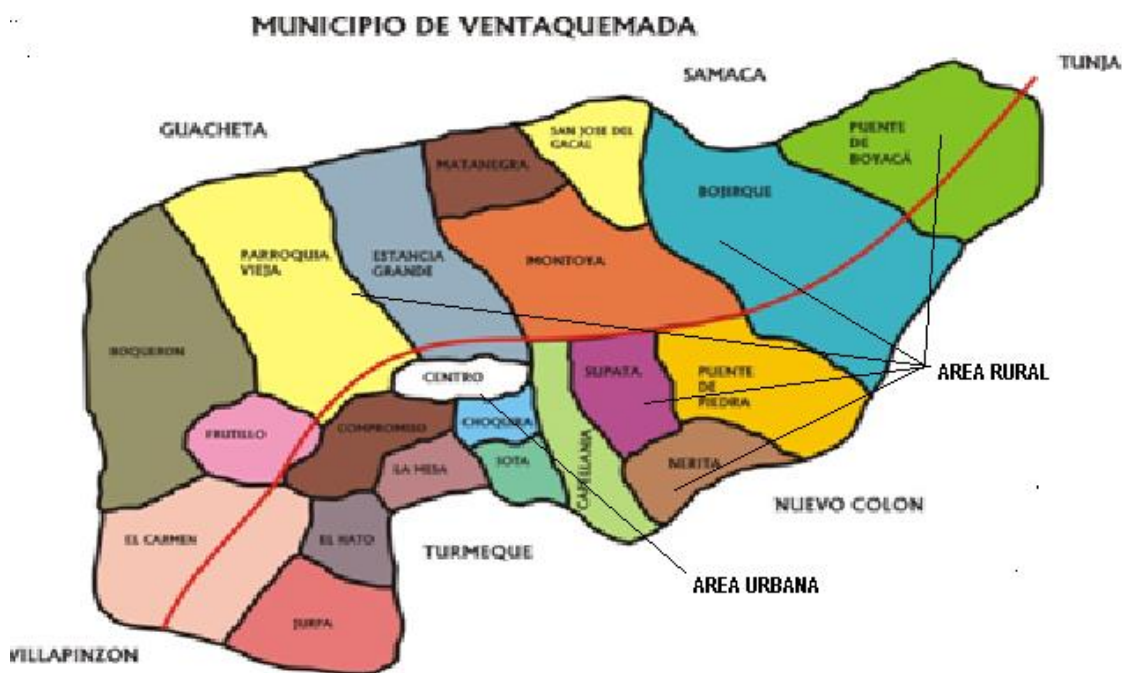 MUNICIPIO DE VENTAQUEMADA
TUNJA
SAMACA
GUACHETA
SAN JOSE DEL
GACAL
PUENTE
DE
BOYACÁ
MATANEGRA
BOJIRQUE
PARROQUIA
VIEJA
ESTANCIA
GRANDE
MONTOYA
BOQUERON
CENTRO
SUPATA
PUENTE
DE
PIEDRA
AREA RURAL
FRUTILLO
COMPROMISO
CHOQUIRA
LA MESA
SOTA
CAPELLANIA
NERITA
NUEVO COLON
EL CARMEN
EL HATO
TURMEQUE
AREA URBANA
JURPA
VILLAPINZON